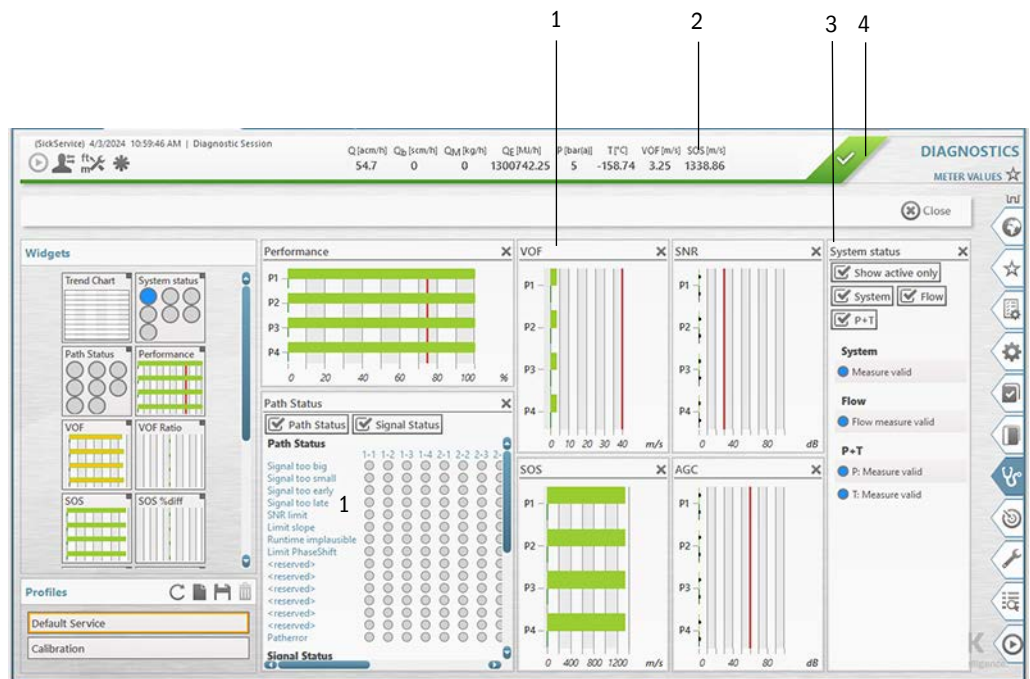 1
2
3
4
(SickService) 4/3/2024 10:59:46 AM | Diagnostic Session
Q [acm/h] Qb [scm/h] QM [kg/h] QE [MJ/h] P [bar(a)] T[°C] VOF [m/s] SOS [m/s]
54.7 0 0 1300742.25 5 -158.74 3.25 1338.86
DIAGNOSTICS
METER VALUES
ft
m
Close
Widgets
Trend Chart
System status
Path Status
Performance
VOF
VOF Ratio
SOS
SOS %diff
Profiles
Default Service
Calibration
Performance
P1
P2
P3
P4
0 20 40 60 80 100 %
Path Status
Path Status Signal Status
Path Status
1-1 1-2 1-3 1-4 2-1 2-2 2-3 2-
Signal too big
Signal too small
Signal too early
Signal too late
1
SNR limit
Limit slope
Runtime implausible
Limit PhaseShift
<reserved>
<reserved>
<reserved>
<reserved>
<reserved>
<reserved>
Patherror
Signal Status
VOF
P1
P2
P3
P4
0 10 20 30 40 m/s
SNR
P1
P2
P3
P4
0 40 80 dB
SOS
P1
P2
P3
P4
0 400 800 1200 m/s
AGC
P1
P2
P3
P4
0 40 80 dB
System status
Show active only
System Flow
P+T
System
Measure valid
Flow
Flow measure valid
P+T
P: Measure valid
T: Measure valid